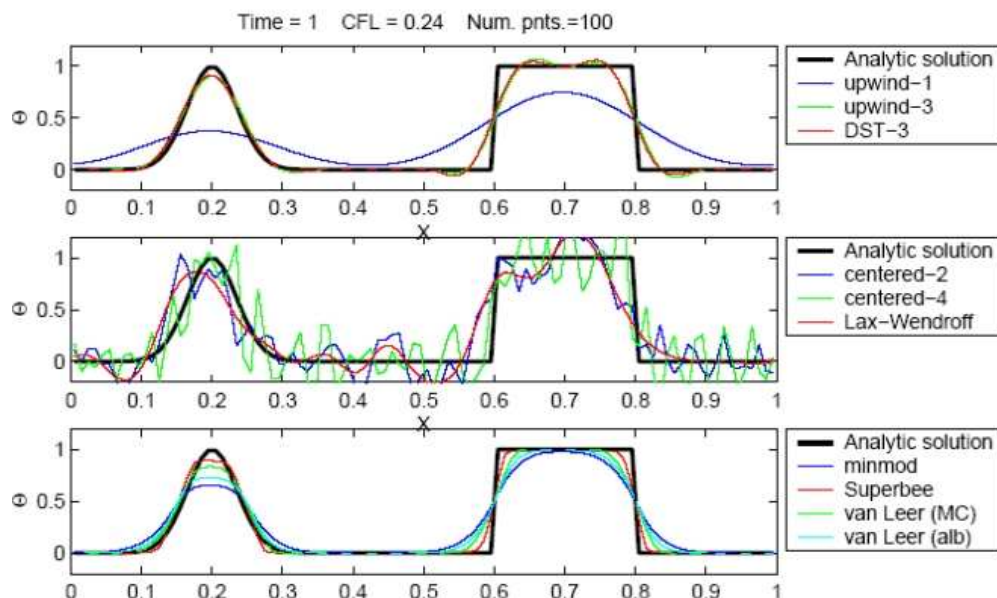 Time = 1 CFL = 0.24 Num. pnts.=100
1
0.5
0
Θ
0 0.1 0.2 0.3 0.4 0.5 0.6 0.7 0.8 0.9 1
X
Analytic solution
upwind−1
upwind−3
DST−3
1
0.5
0
Θ
0 0.1 0.2 0.3 0.4 0.5 0.6 0.7 0.8 0.9 1
X
Analytic solution
centered−2
centered−4
Lax−Wendroff
1
0.5
0
Θ
0 0.1 0.2 0.3 0.4 0.5 0.6 0.7 0.8 0.9 1
Analytic solution
minmod
Superbee
van Leer (MC)
van Leer (alb)